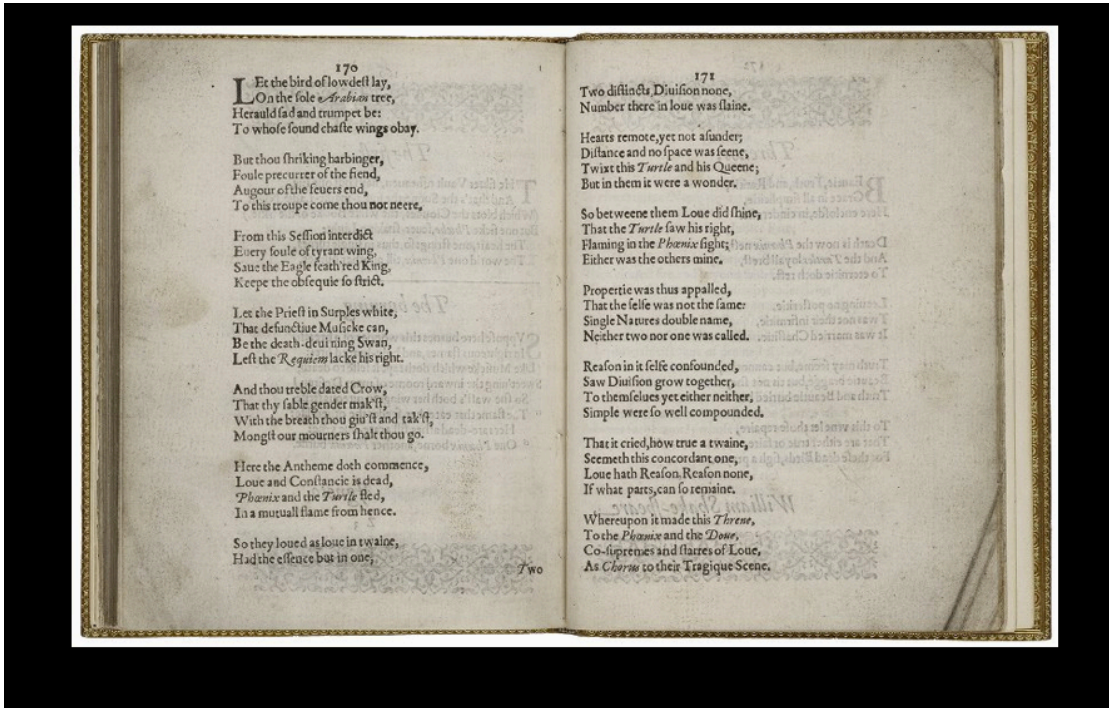 170
LEt the bird of lowdest lay,
On the sole Arabian tree,
Herauld sad and trumpet be:
To whose sound chaste wings obay.
But thou shriking harbinger,
Foule precurrer of the fiend,
Augour of the feuers end,
To this troupe come thou not neere,
From this Session interdict
Euery foule of tyrant wing,
Saue the Eagle feath'red King,
Keepe the obsequie so strict.
Let the Priest in Surples white,
That defunctiue Musicke can,
Be the death-deuining Swan,
Lest the Requiem lacke his right.
And thou treble dated Crow,
That thy sable gender mak'st,
With the breath thou giu'st and tak'st,
Mongst our mourners shalt thou go.
Here the Antheme doth commence,
Loue and Constancie is dead,
Phœnix and the Turtle fled,
In a mutuall flame from hence.
So they loued as loue in twaine,
Had the essence but in one,
Two
171
Two distincts, Diuision none,
Number there in loue was slaine.
Hearts remote, yet not asunder;
Distance and no space was seene,
Twixt this Turtle and his Queene;
But in them it were a wonder.
So betweene them Loue did shine,
That the Turtle saw his right,
Flaming in the Phœnix sight;
Either was the others mine.
Propertie was thus appalled,
That the selfe was not the same:
Single Natures double name,
Neither two nor one was called.
Reason in it selfe confounded,
Saw Diuision grow together,
To themselues yet either neither,
Simple were so well compounded.
That it cried, how true a twaine,
Seemeth this concordant one,
Loue hath Reason, Reason none,
If what parts, can so remaine.
Whereupon it made this Threne,
To the Phœnix and the Doue,
Co-supremes and starres of Loue,
As Chorus to their Tragique Scene.